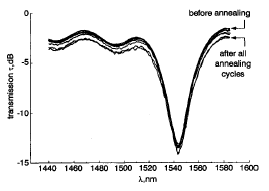 before annealing
after all
annealing
cycles
transmission τ,dB
0
-5
-10
-15
1440 1460 1480 1500 1520 1540 1560 1580 1600
λ,nm